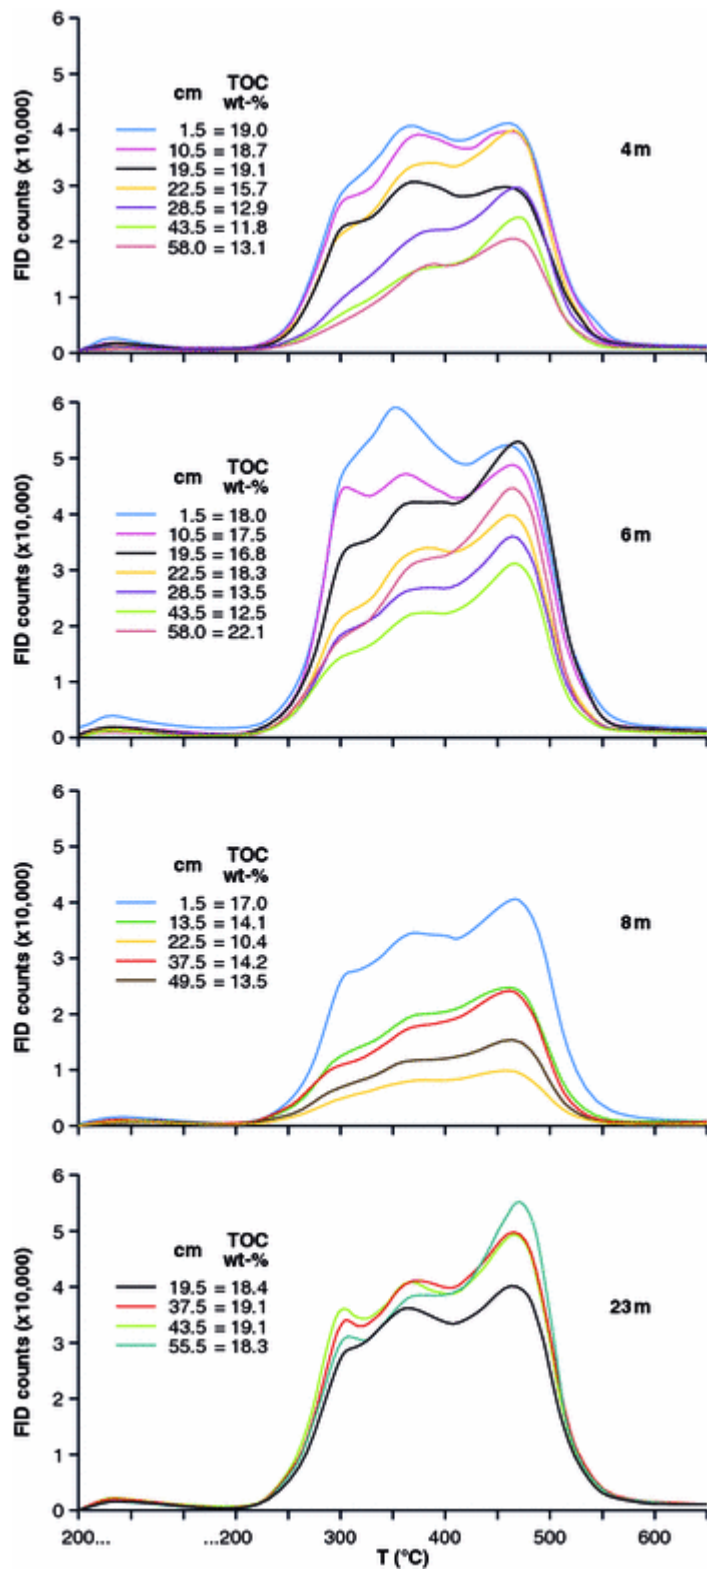 6
5
4
3
2
1
0
FID counts (x 10,000)
cm TOC
wt-%
1.5 = 19.0
10.5 = 18.7
19.5 = 19.1
22.5 = 15.7
28.5 = 12.9
43.5 = 11.8
58.0 = 13.1
4m
6
5
4
3
2
1
0
FID counts (x10,000)
cm TOC
wt-%
1.5 = 18.0
10.5 = 17.5
19.5 = 16.8
22.5 = 18.3
28.5 = 13.5
43.5 = 12.5
58.0 = 22.1
6m
6
5
4
3
2
1
0
FID counts (x10,000)
cm TOC
wt-%
1.5 = 17.0
13.5 = 14.1
22.5 = 10.4
37.5 = 14.2
49.5 = 13.5
8m
6
5
4
3
2
1
0
FID counts (x10,000)
cm TOC
wt-%
19.5 = 18.4
37.5 = 19.1
43.5 = 19.1
55.5 = 18.3
23m
200... ...200 300 400 500 600
T (°C)